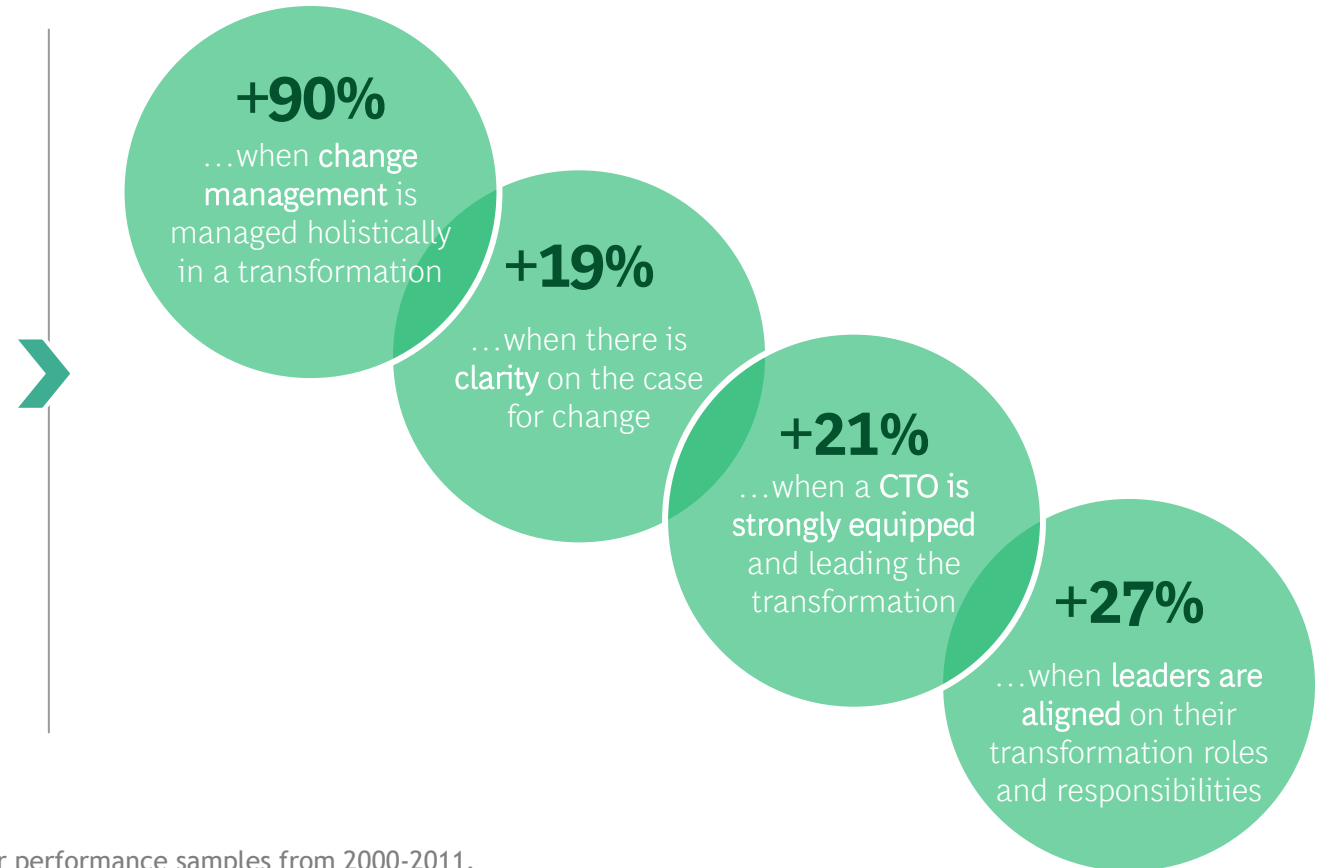 +90%
…when change
management is
managed holistically
in a transformation
+19%
…when there is
clarity on the case
for change
+21%
…when a CTO is
strongly equipped
and leading the
transformation
+27%
…when leaders are
aligned on their
transformation roles
and responsibilities
performance samples from 2000-2011.